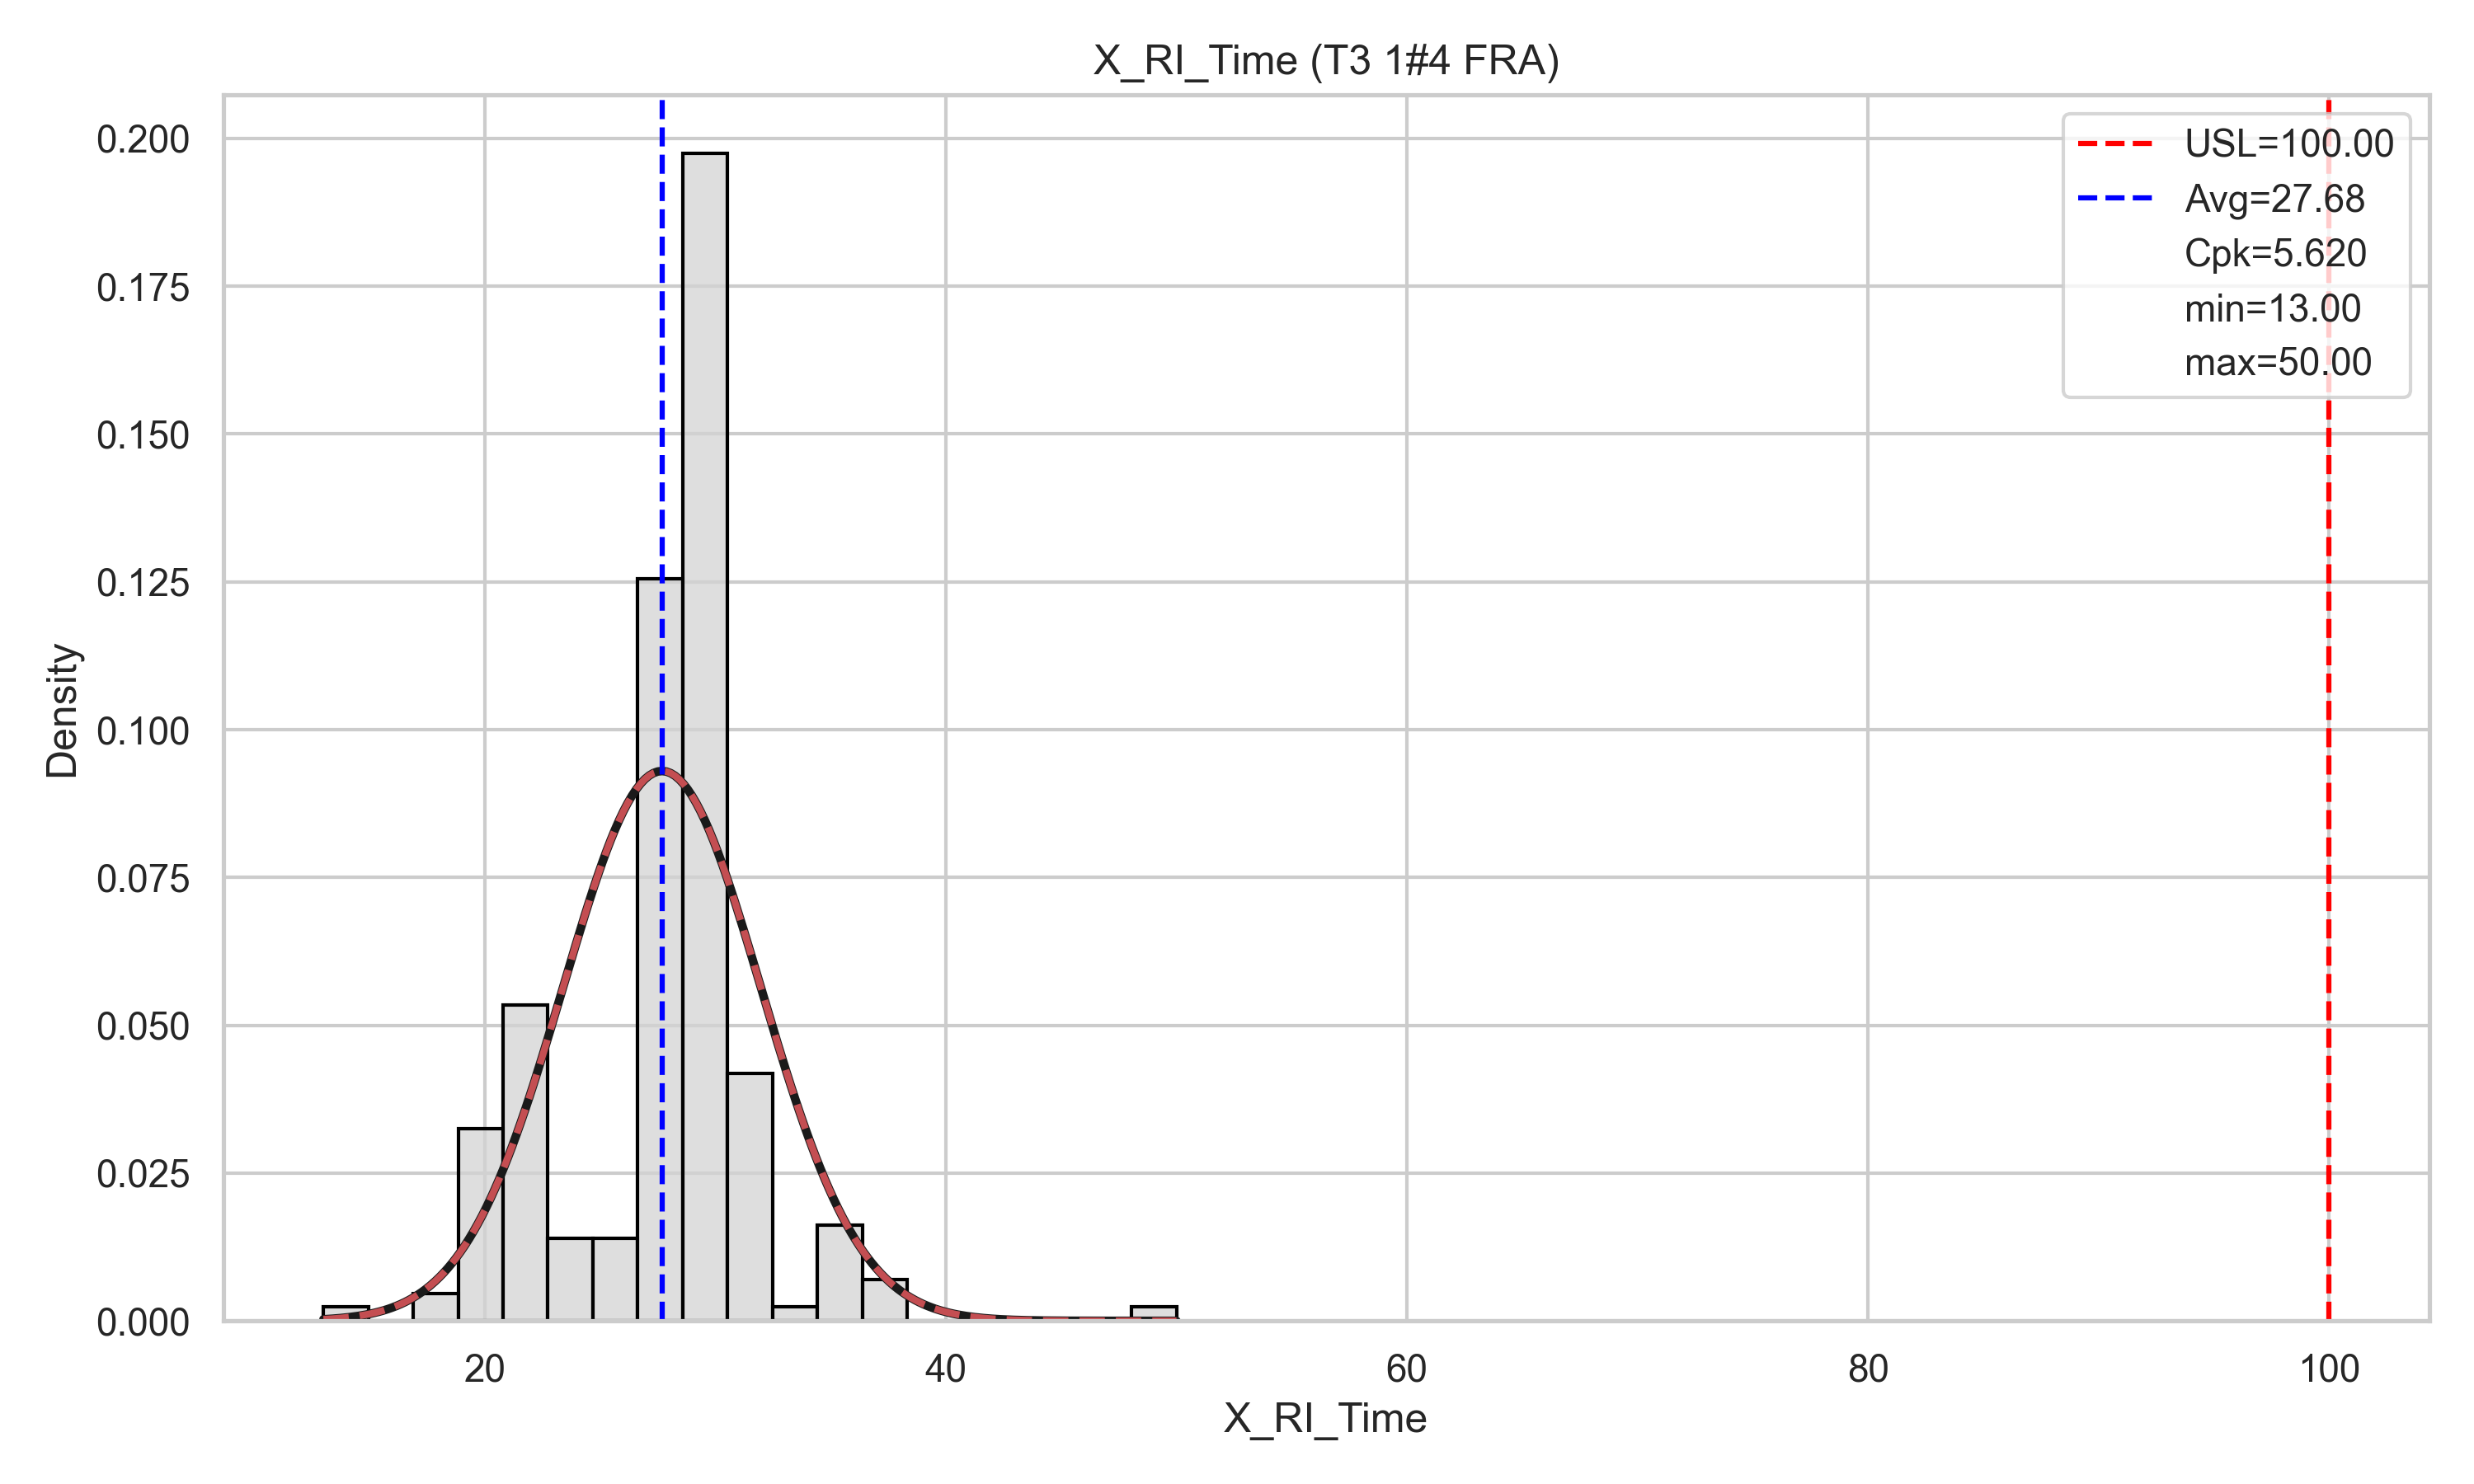 X_RI_Time (T3 1#4 FRA)
USL=100.00
Avg=27.68
Cpk=5.620
min=13.00
max=50.00
Density
0.200
0.175
0.150
0.125
0.100
0.075
0.050
0.025
0.000
20 40 60 80 100
X_RI_Time